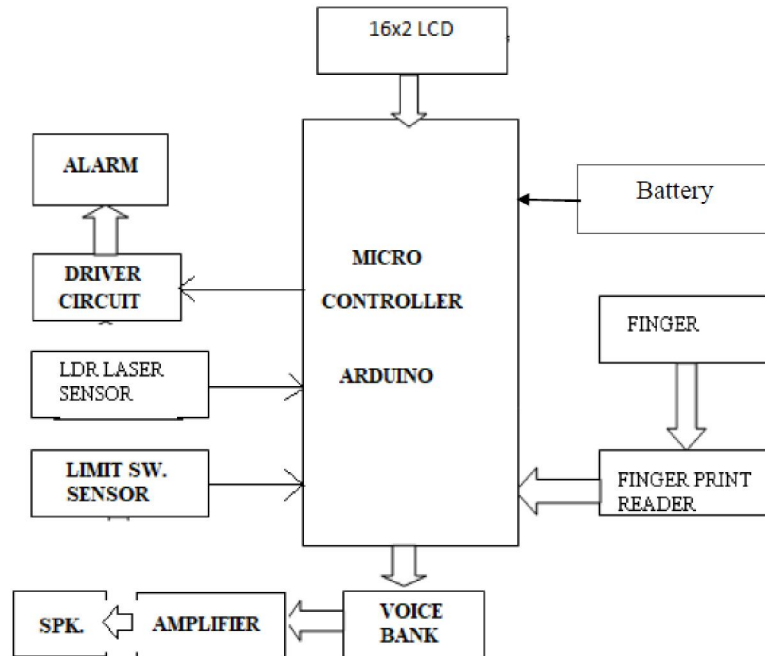 16x2 LCD
ALARM
Battery
DRIVER
CIRCUIT
MICRO
CONTROLLER
ARDUINO
FINGER
LDR LASER
SENSOR
LIMIT SW.
SENSOR
FINGER PRINT
READER
SPK.
AMPLIFIER
VOICE
BANK